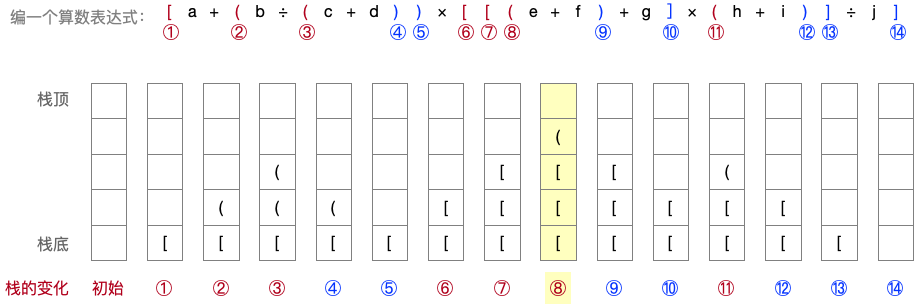 编一个算数表达式： [ a + ( b ÷ ( c + d ) ) × [ [ ( e + f ) + g ] × ( h + i ) ] ÷ j ]
① ② ③ ④ ⑤ ⑥ ⑦ ⑧ ⑨ ⑩ ⑪ ⑫ ⑬ ⑭
栈顶
(
( [ [ [ (
( ( ( [ [ [ [ [ [ [
栈底 [ [ [ [ [ [ [ [ [ [ [ [ [
栈的变化 初始 ① ② ③ ④ ⑤ ⑥ ⑦ ⑧ ⑨ ⑩ ⑪ ⑫ ⑬ ⑭